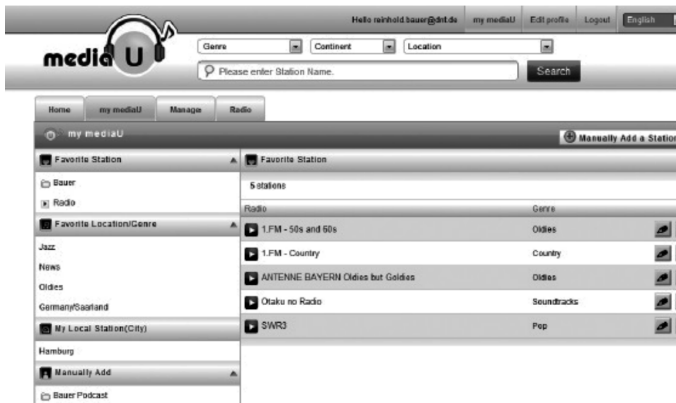 Hello reinhold.bauer@dnt.de my mediaU Edit profile Logout English
media U
Genre Continent Location
Please enter Station Name. Search
Home my mediaU Manager Radio
my mediaU
Manually Add a Station
Favorite Station
Bauer
Radio
Favorite Location/Genre
Jazz
News
Oldies
Germany/Saarland
My Local Station(City)
Hamburg
Manually Add
Bauer Podcast
Favorite Station
5 stations
Radio Genre
1.FM - 50s and 60s Oldies
1.FM - Country Country
ANTENNE BAYERN Oldies but Goldies Oldies
Otaku no Radio Soundtracks
SWR3 Pop